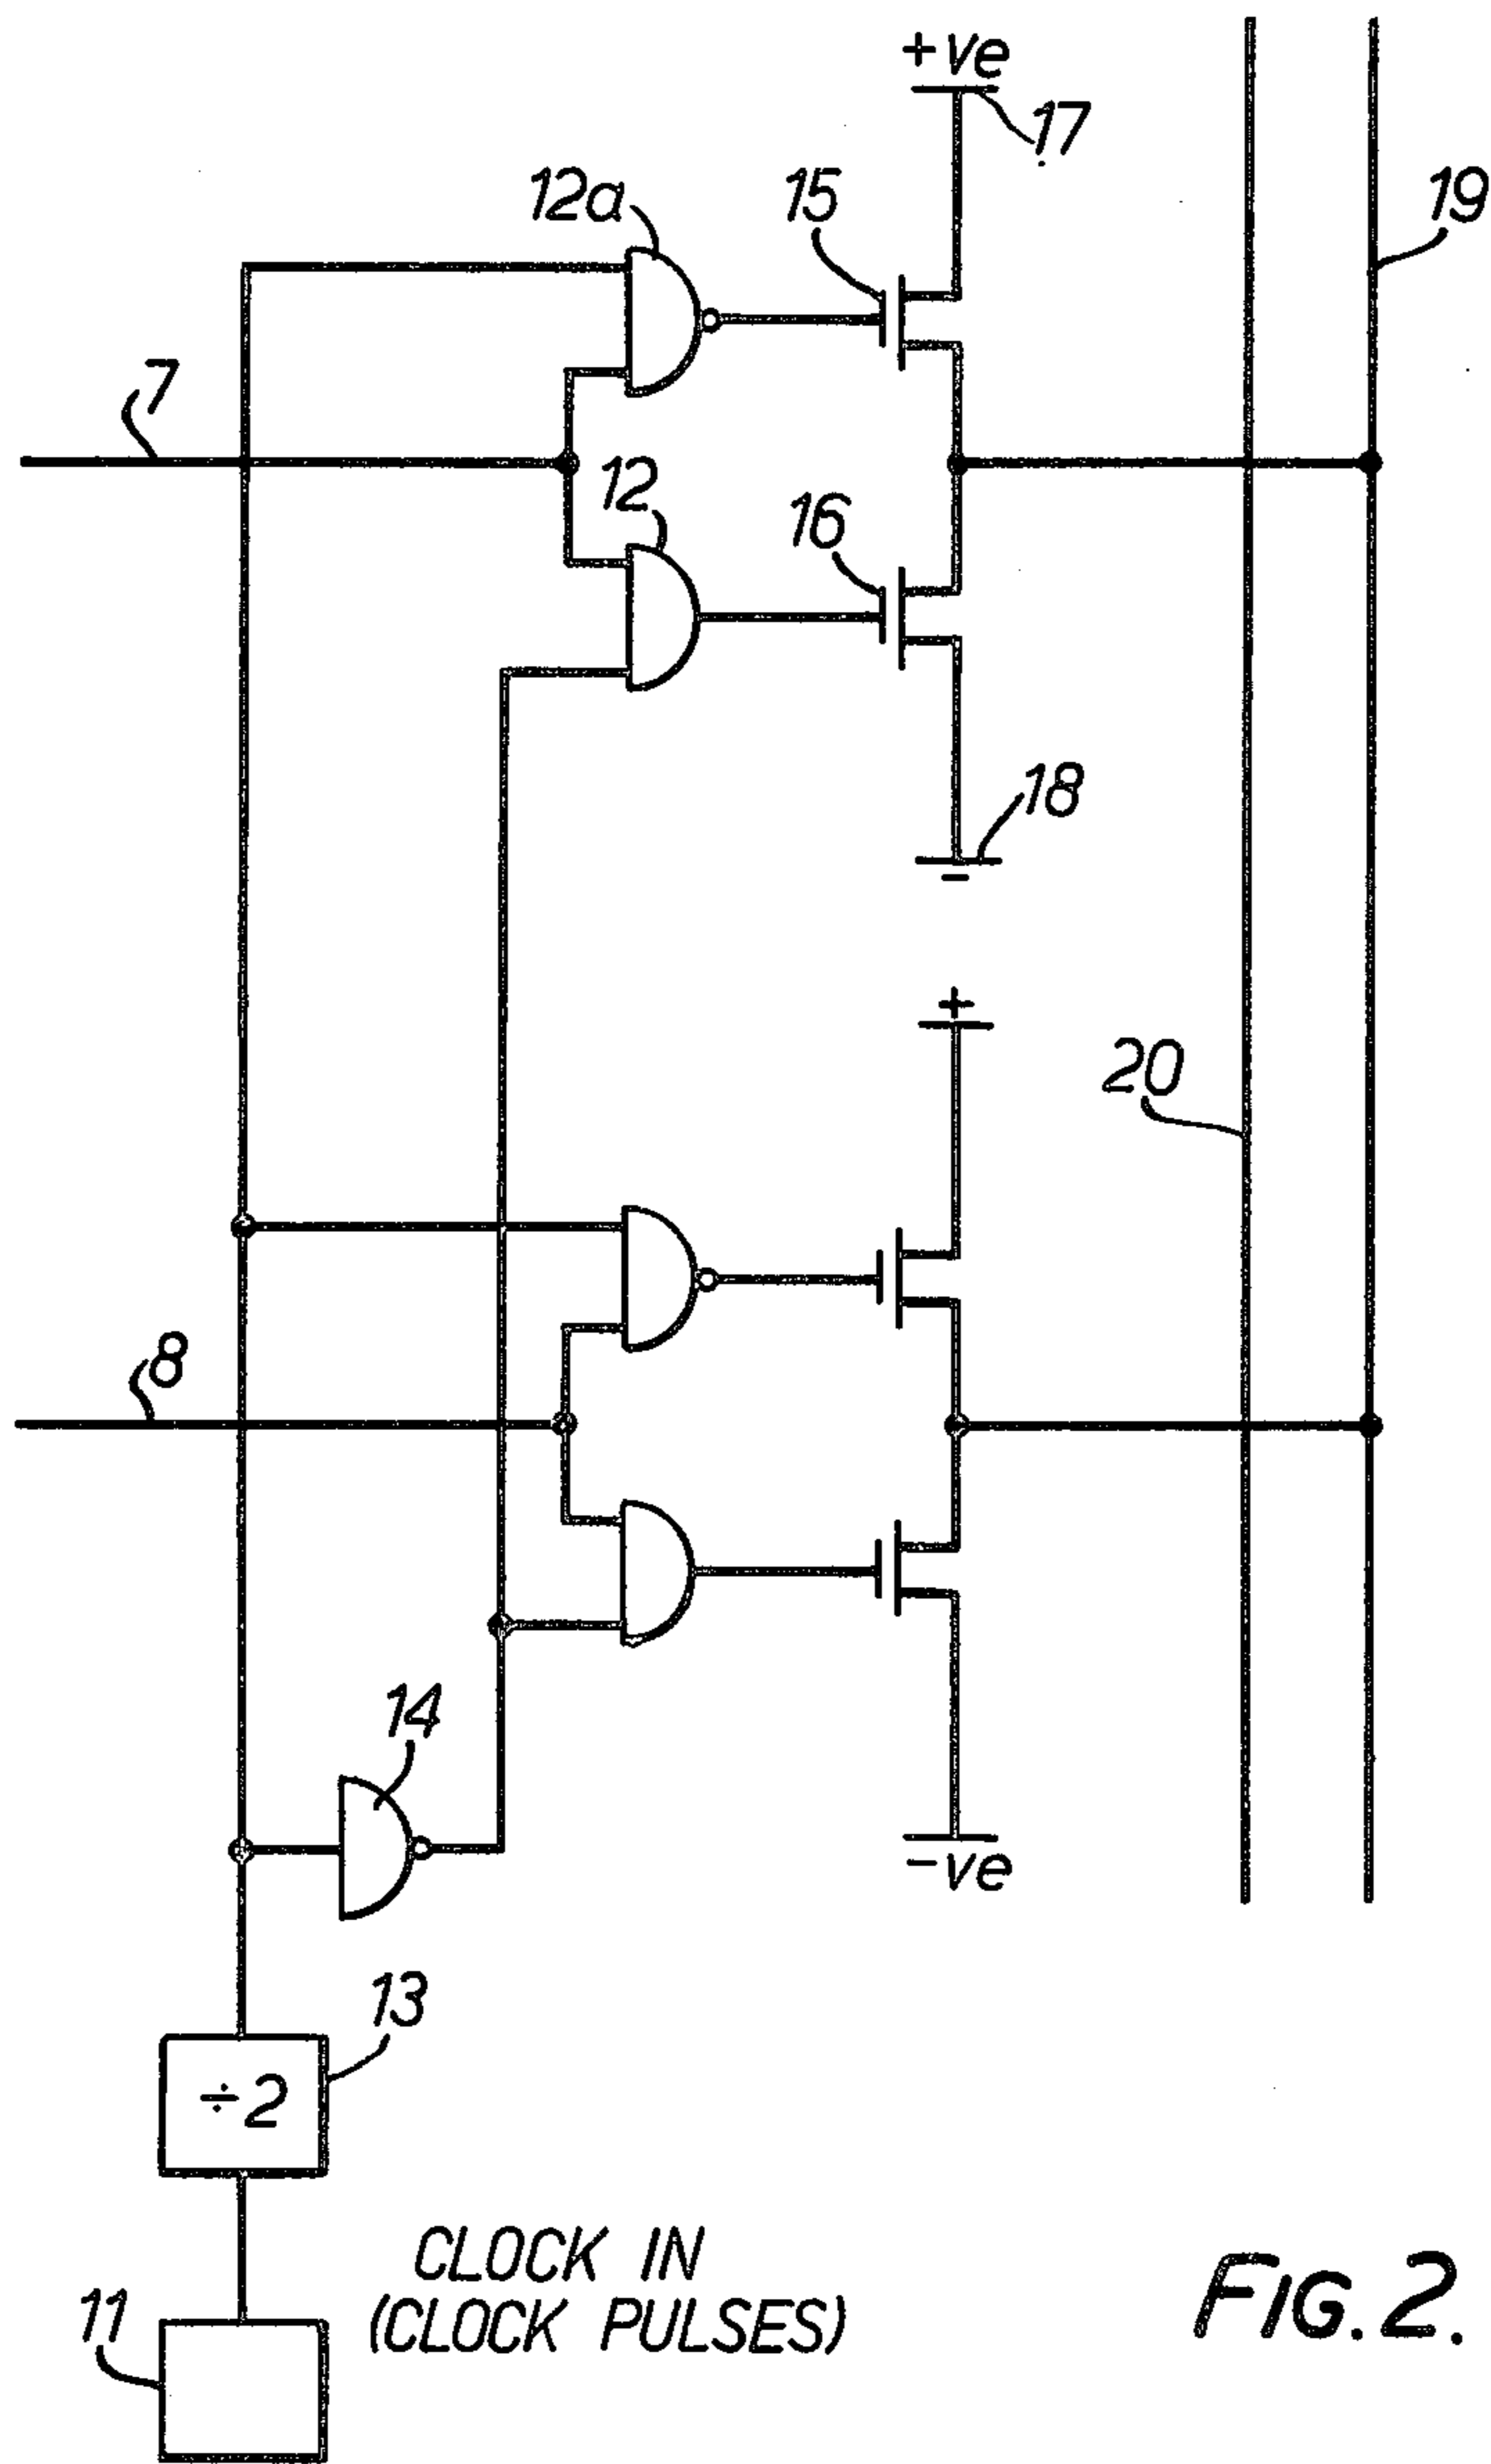 +ve
17
12a
15
19
7
12
16
18
-
+
20
8
14
-ve
13
÷2
CLOCK IN
(CLOCK PULSES)
11
FIG. 2.